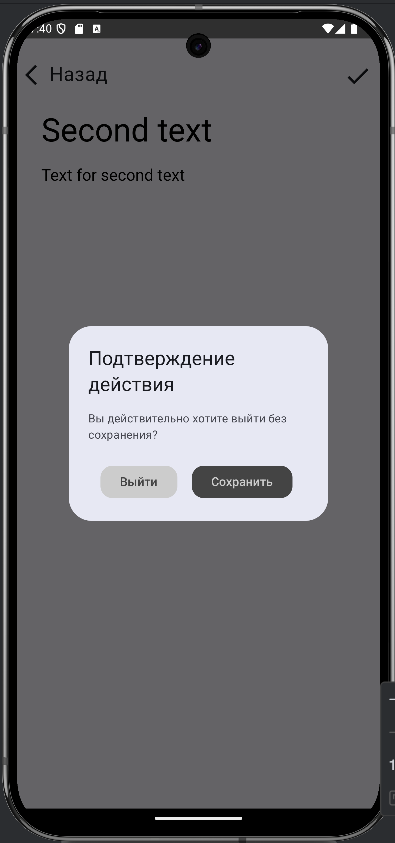 :40
Назад
Second text
Text for second text
Подтверждение
действия
Вы действительно хотите выйти без
сохранения?
Выйти
Сохранить